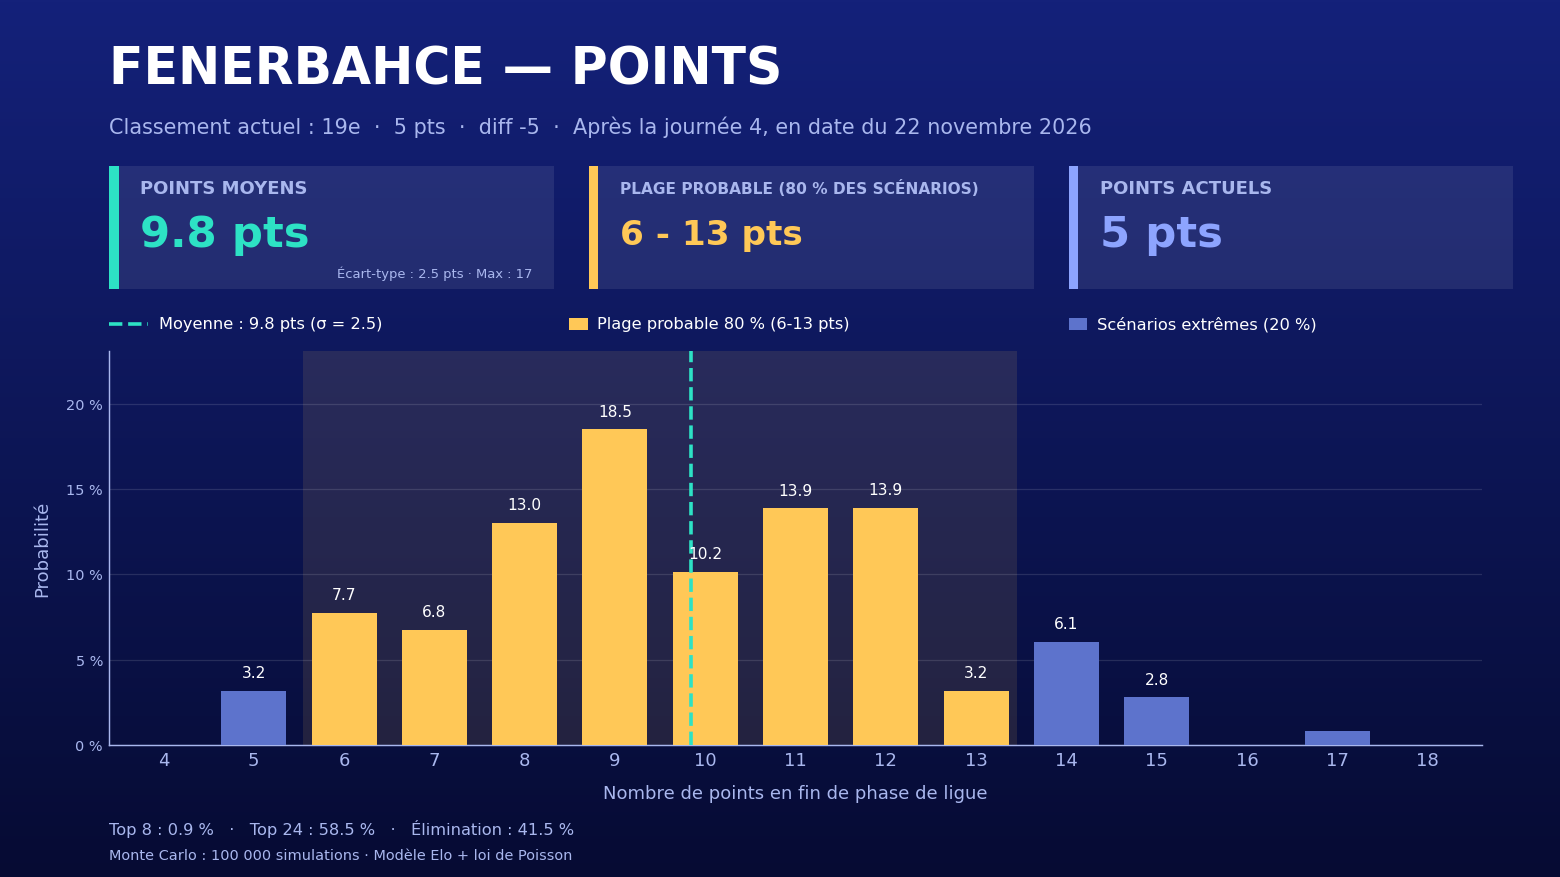 FENERBAHCE — POINTS
Classement actuel : 19e · 5 pts · diff -5 · Après la journée 4, en date du 22 novembre 2026
POINTS MOYENS
9.8 pts
Écart-type : 2.5 pts · Max : 17
PLAGE PROBABLE (80 % DES SCÉNARIOS)
6 - 13 pts
POINTS ACTUELS
5 pts
Moyenne : 9.8 pts (σ = 2.5)
Plage probable 80 % (6-13 pts)
Scénarios extrêmes (20 %)
Probabilité
20 %
15 %
10 %
5 %
0 %
3.2
7.7
6.8
13.0
18.5
10.2
13.9
13.9
3.2
6.1
2.8
4 5 6 7 8 9 10 11 12 13 14 15 16 17 18
Nombre de points en fin de phase de ligue
Top 8 : 0.9 % · Top 24 : 58.5 % · Élimination : 41.5 %
Monte Carlo : 100 000 simulations · Modèle Elo + loi de Poisson